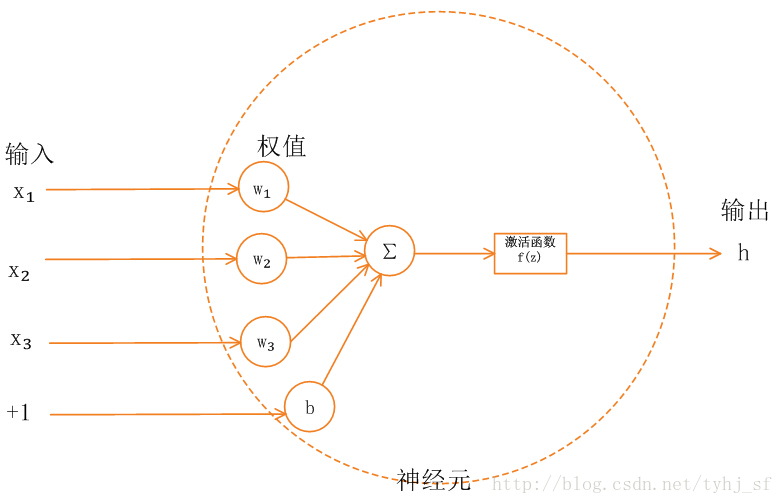 输入
权值
x₁
w₁
输出
x₂
w₂
Σ
激活函数
f(z)
h
x₃
w₃
+1
b
神经元
http://blog.csdn.net/tyhj_sf